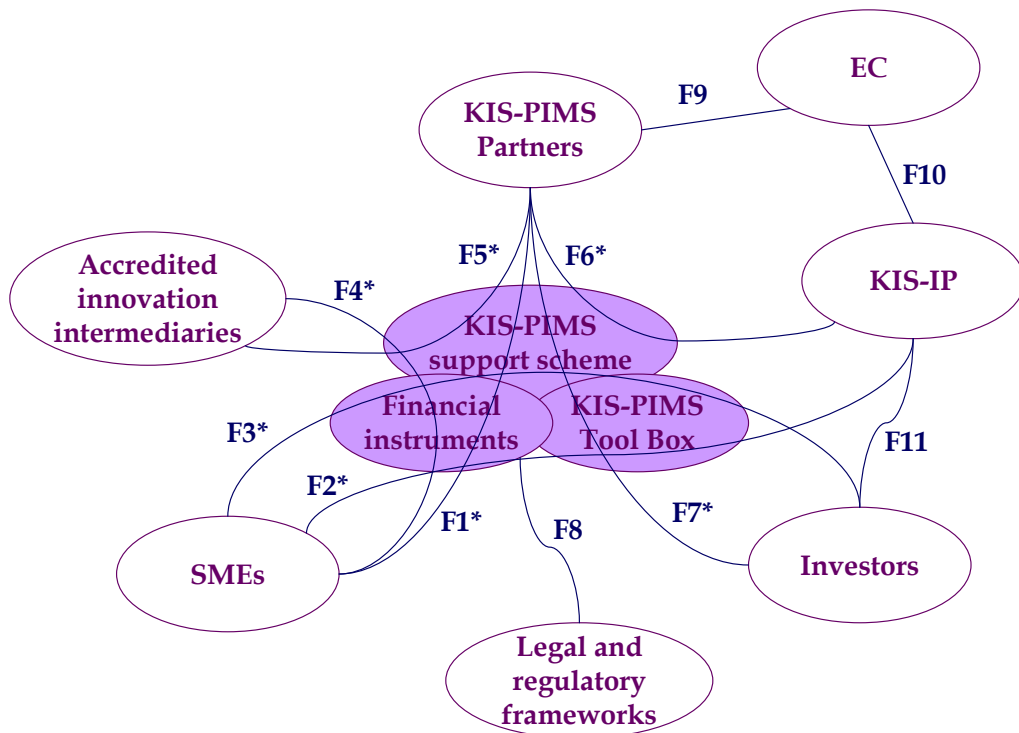 EC
F9
KIS-PIMS
Partners
F10
F5*
F6*
Accredited
innovation
intermediaries
F4*
KIS-IP
KIS-PIMS
support scheme
Financial
instruments
KIS-PIMS
Tool Box
F3*
F11
F2*
F1*
F7*
F8
SMEs
Investors
Legal and
regulatory
frameworks